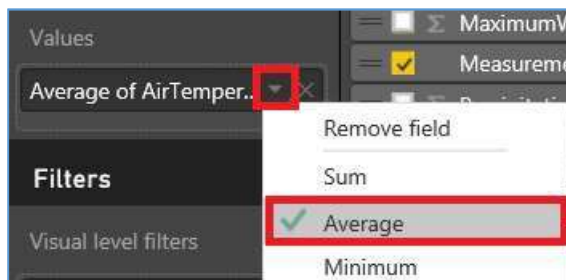 Values
MaximumW
Measureme
Average of AirTemper..
Remove field
Filters
Sum
Average
Visual level filters
Minimum